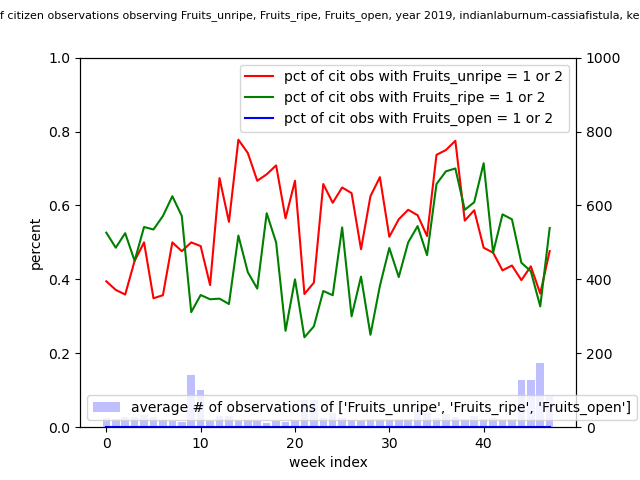 f citizen observations observing Fruits_unripe, Fruits_ripe, Fruits_open, year 2019, indianlaburnum-cassiafistula, ke
1.0
0.8
0.6
0.4
0.2
0.0
percent
pct of cit obs with Fruits_unripe = 1 or 2
pct of cit obs with Fruits_ripe = 1 or 2
pct of cit obs with Fruits_open = 1 or 2
1000
800
600
400
200
0
average # of observations of ['Fruits_unripe', 'Fruits_ripe', 'Fruits_open']
0 10 20 30 40
week index